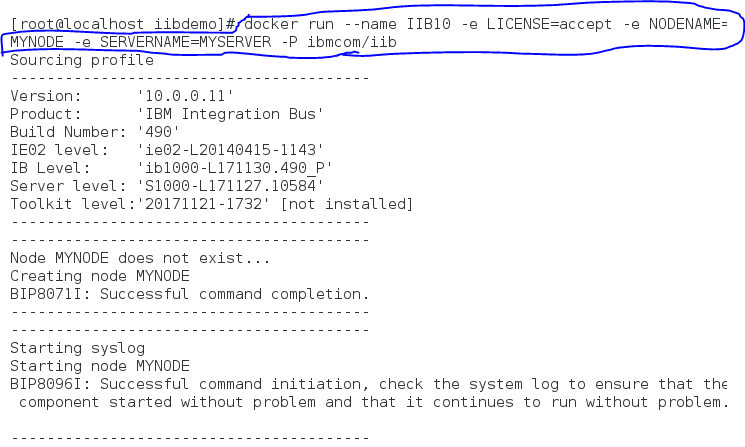 [root@localhost iibdemo]# docker run --name IIB10 -e LICENSE=accept -e NODENAME=
MYNODE -e SERVERNAME=MYSERVER -P ibmcom/iib
Sourcing profile
----------------------------------------
Version:       '10.0.0.11'
Product:       'IBM Integration Bus'
Build Number: '490'
IE02 level:    'ie02-L20140415-1143'
IB Level:      'ib1000-L171130.490_P'
Server level: 'S1000-L171127.10584'
Toolkit level:'20171121-1732' [not installed]
----------------------------------------
----------------------------------------
Node MYNODE does not exist...
Creating node MYNODE
BIP8071I: Successful command completion.
----------------------------------------
----------------------------------------
Starting syslog
Starting node MYNODE
BIP8096I: Successful command initiation, check the system log to ensure that the
 component started without problem and that it continues to run without problem.
----------------------------------------